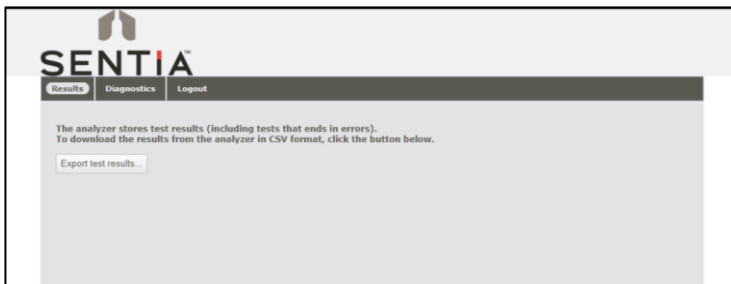 SENTIA™
Results Diagnostics Logout
The analyzer stores test results (including tests that ends in errors).
To download the results from the analyzer in CSV format, click the button below.
Export test results...